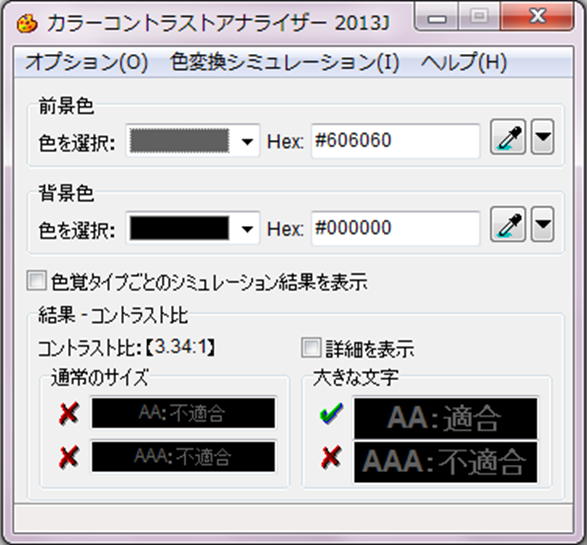 カラーコントラストアナライザー 2013J
オプション(O) 色変換シミュレーション(I) ヘルプ(H)
前景色
色を選択: Hex: #606060
背景色
色を選択: Hex: #000000
色覚タイプごとのシミュレーション結果を表示
結果 - コントラスト比
コントラスト比:【3.34:1】 詳細を表示
通常のサイズ 大きな文字
AA:不適合 AA:適合
AAA:不適合 AAA:不適合